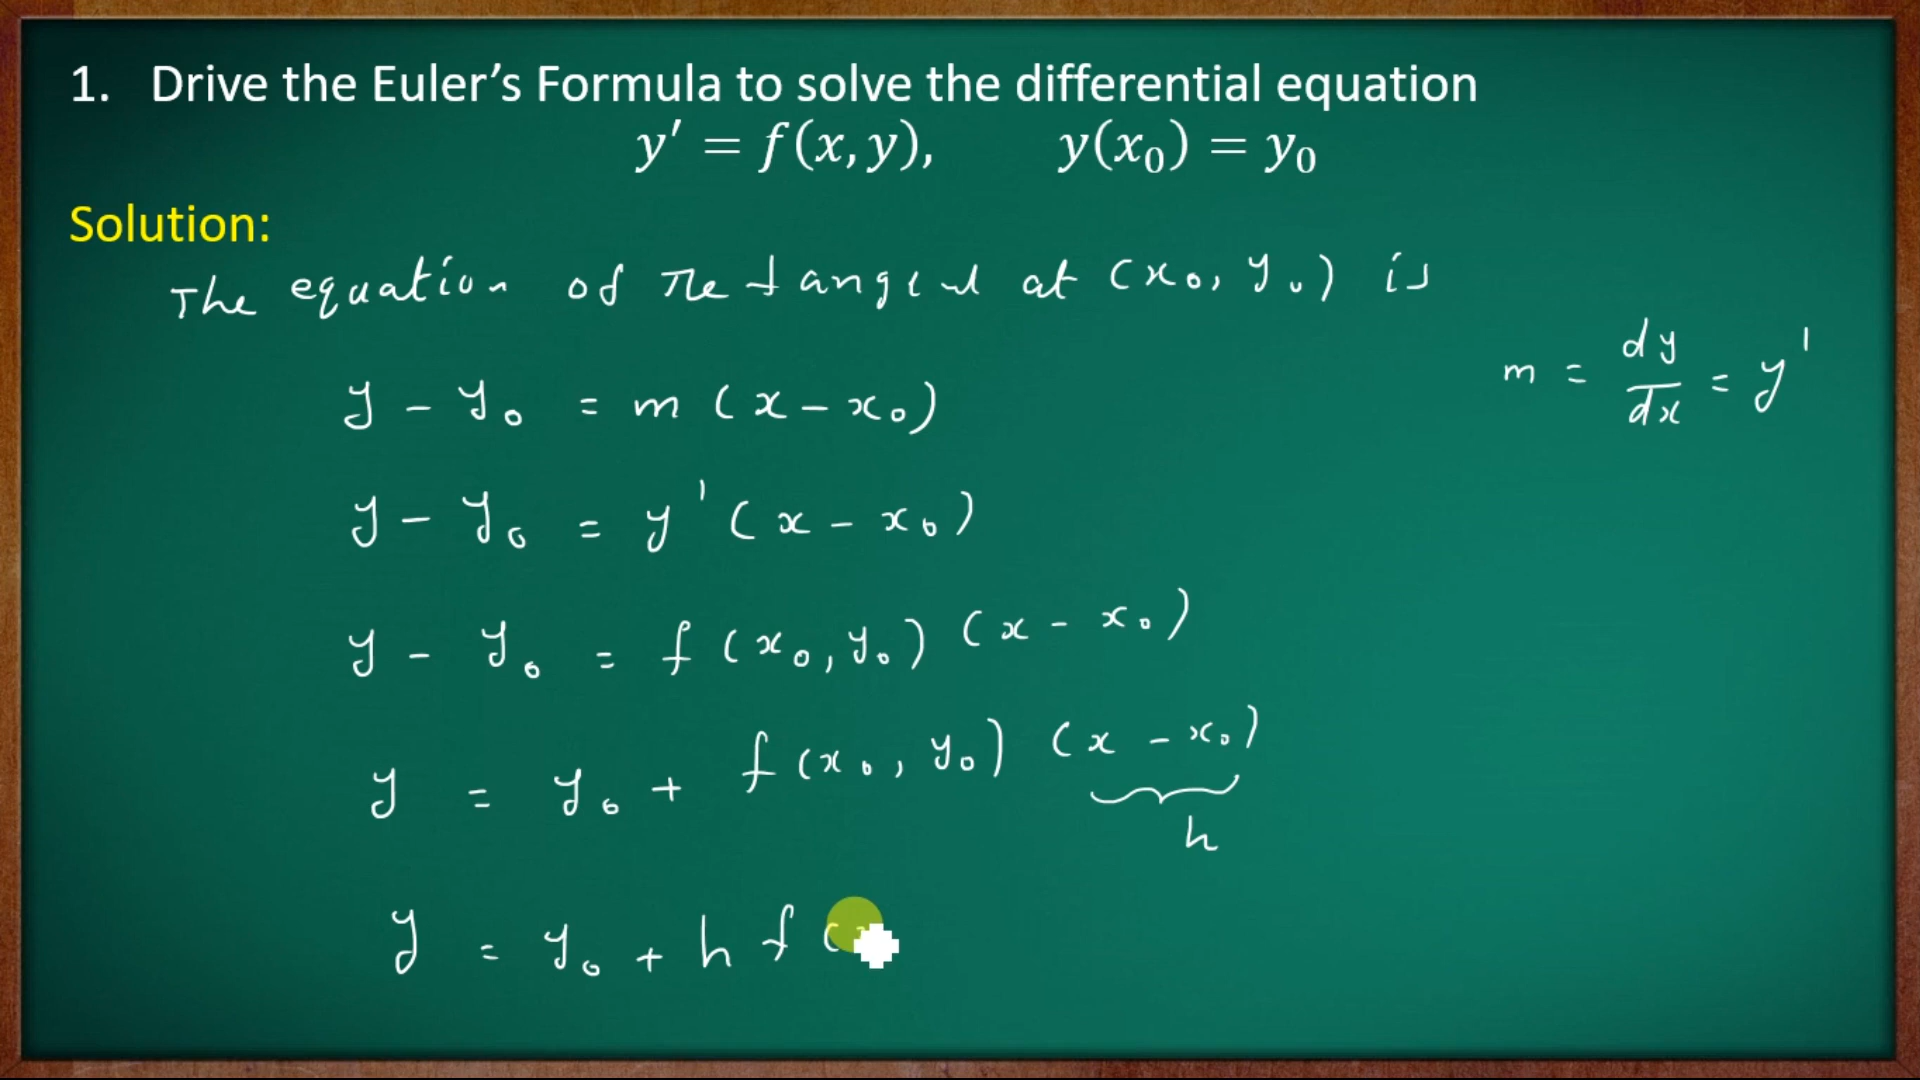 1. Drive the Euler’s Formula to solve the differential equation
y′ = f(x, y), y(x₀) = y₀
Solution:
The equation of the tangent at (x₀, y₀) is
m = dy/dx = y'
y - y₀ = m (x - x₀)
y - y₀ = y' (x - x₀)
y - y₀ = f (x₀, y₀) (x - x₀)
y = y₀ + f (x₀, y₀) (x - x₀)
h
y = y₀ + h f (